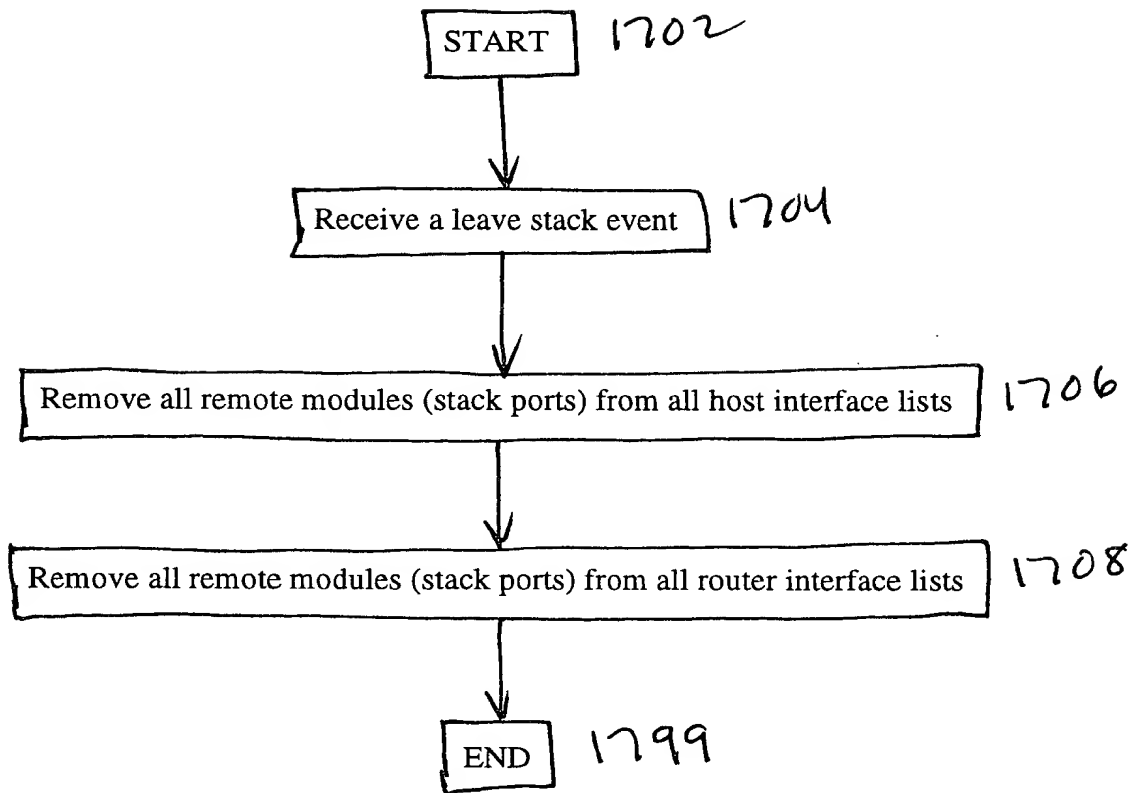 START 1702
Receive a leave stack event 1704
Remove all remote modules (stack ports) from all host interface lists 1706
Remove all remote modules (stack ports) from all router interface lists 1708
END 1799